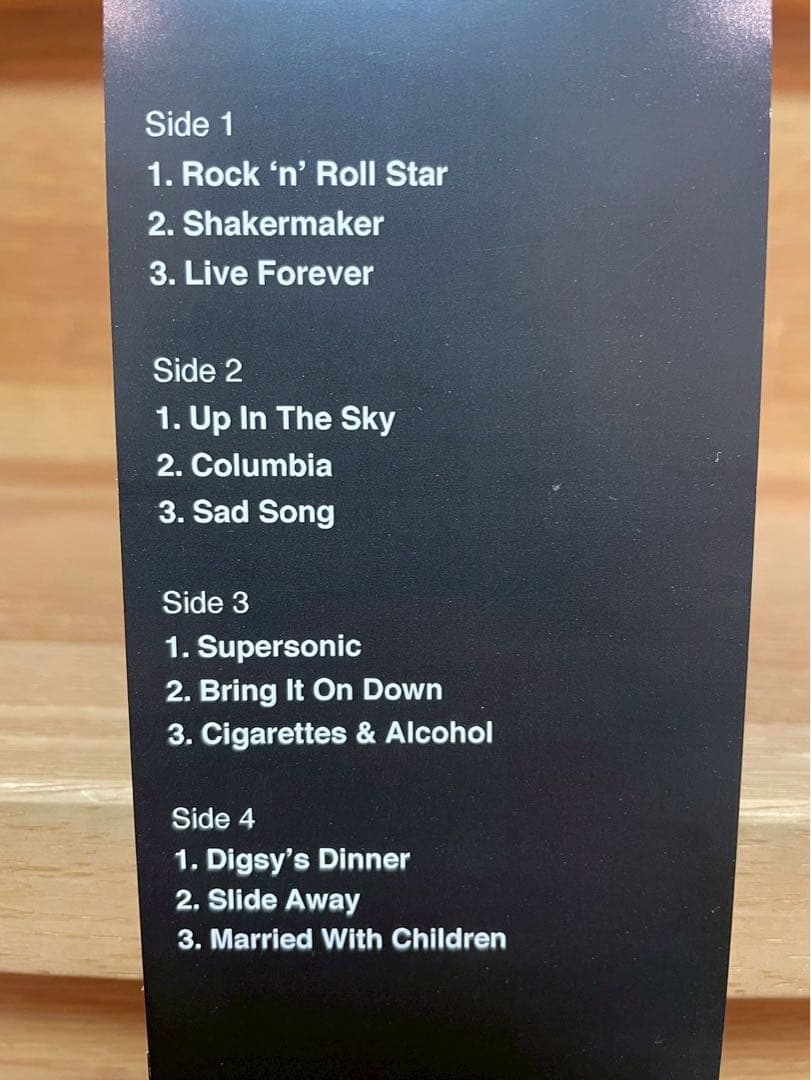 Side 1
1. Rock ‘n’ Roll Star
2. Shakermaker
3. Live Forever
Side 2
1. Up In The Sky
2. Columbia
3. Sad Song
Side 3
1. Supersonic
2. Bring It On Down
3. Cigarettes & Alcohol
Side 4
1. Digsy’s Dinner
2. Slide Away
3. Married With Children